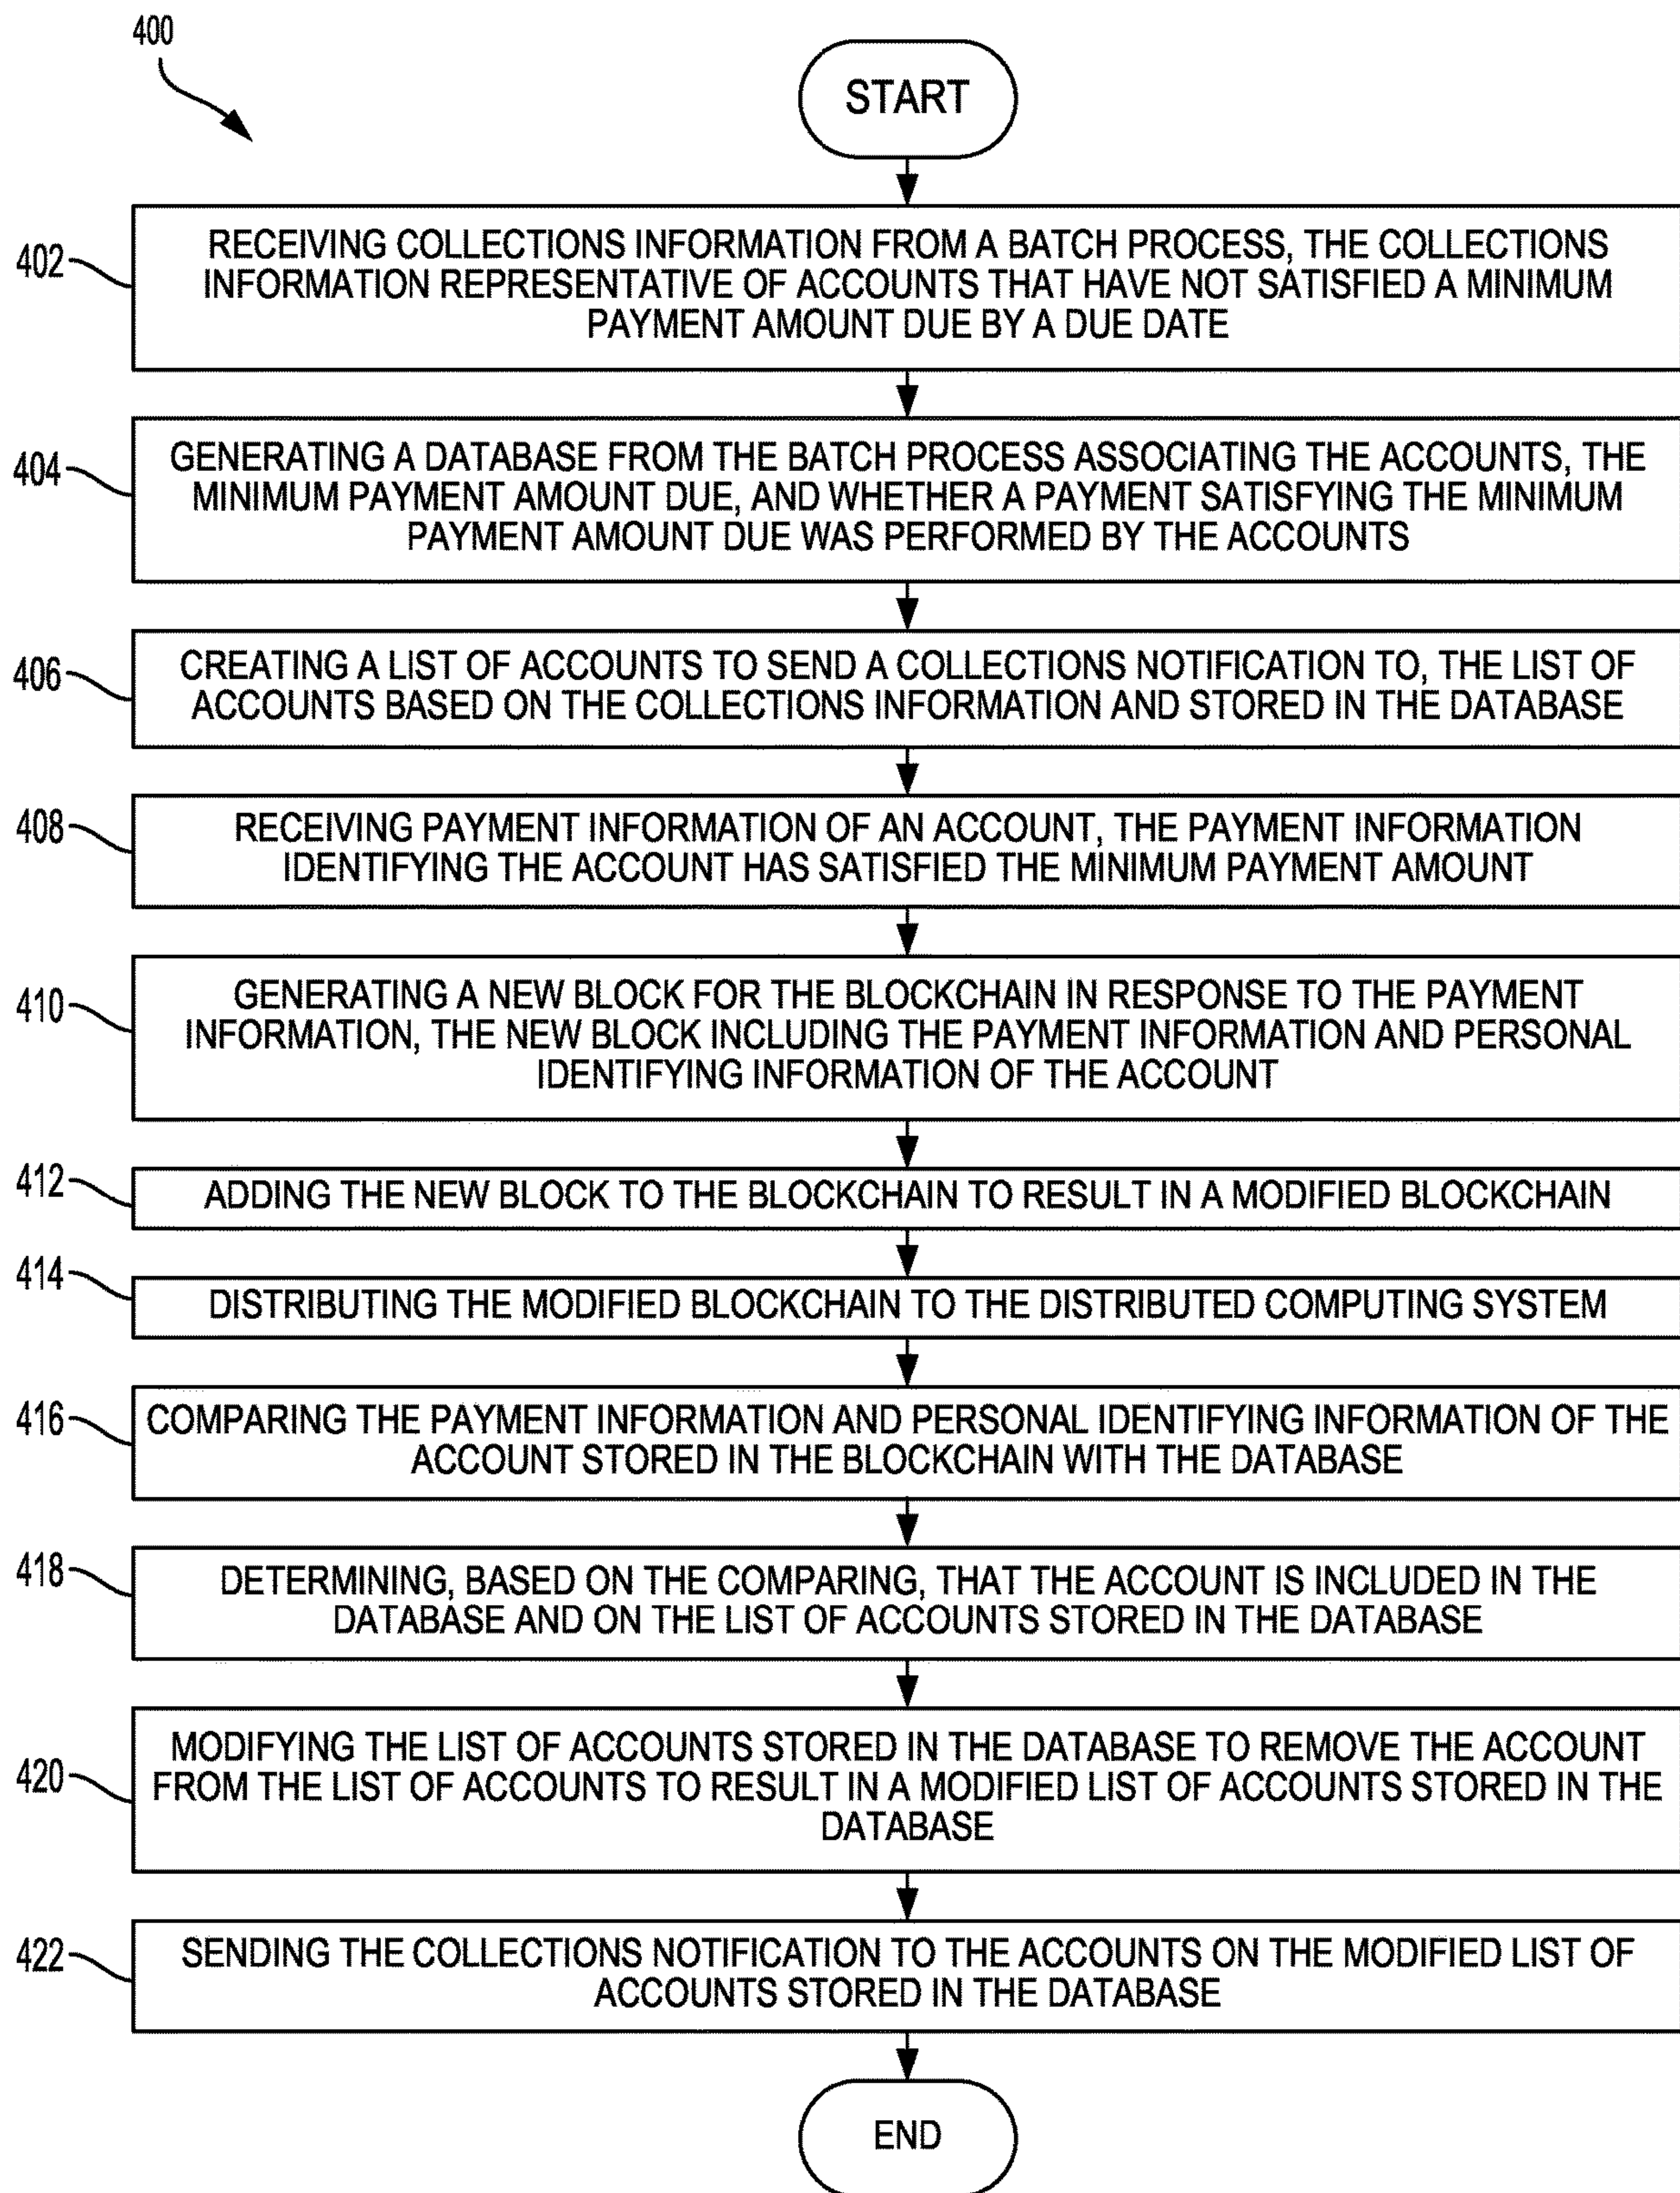 400
START
402
RECEIVING COLLECTIONS INFORMATION FROM A BATCH PROCESS, THE COLLECTIONS
INFORMATION REPRESENTATIVE OF ACCOUNTS THAT HAVE NOT SATISFIED A MINIMUM
PAYMENT AMOUNT DUE BY A DUE DATE
404
GENERATING A DATABASE FROM THE BATCH PROCESS ASSOCIATING THE ACCOUNTS, THE
MINIMUM PAYMENT AMOUNT DUE, AND WHETHER A PAYMENT SATISFYING THE MINIMUM
PAYMENT AMOUNT DUE WAS PERFORMED BY THE ACCOUNTS
406
CREATING A LIST OF ACCOUNTS TO SEND A COLLECTIONS NOTIFICATION TO, THE LIST OF
ACCOUNTS BASED ON THE COLLECTIONS INFORMATION AND STORED IN THE DATABASE
408
RECEIVING PAYMENT INFORMATION OF AN ACCOUNT, THE PAYMENT INFORMATION
IDENTIFYING THE ACCOUNT HAS SATISFIED THE MINIMUM PAYMENT AMOUNT
410
GENERATING A NEW BLOCK FOR THE BLOCKCHAIN IN RESPONSE TO THE PAYMENT
INFORMATION, THE NEW BLOCK INCLUDING THE PAYMENT INFORMATION AND PERSONAL
IDENTIFYING INFORMATION OF THE ACCOUNT
412
ADDING THE NEW BLOCK TO THE BLOCKCHAIN TO RESULT IN A MODIFIED BLOCKCHAIN
414
DISTRIBUTING THE MODIFIED BLOCKCHAIN TO THE DISTRIBUTED COMPUTING SYSTEM
416
COMPARING THE PAYMENT INFORMATION AND PERSONAL IDENTIFYING INFORMATION OF THE
ACCOUNT STORED IN THE BLOCKCHAIN WITH THE DATABASE
418
DETERMINING, BASED ON THE COMPARING, THAT THE ACCOUNT IS INCLUDED IN THE
DATABASE AND ON THE LIST OF ACCOUNTS STORED IN THE DATABASE
420
MODIFYING THE LIST OF ACCOUNTS STORED IN THE DATABASE TO REMOVE THE ACCOUNT
FROM THE LIST OF ACCOUNTS TO RESULT IN A MODIFIED LIST OF ACCOUNTS STORED IN THE
DATABASE
422
SENDING THE COLLECTIONS NOTIFICATION TO THE ACCOUNTS ON THE MODIFIED LIST OF
ACCOUNTS STORED IN THE DATABASE
END